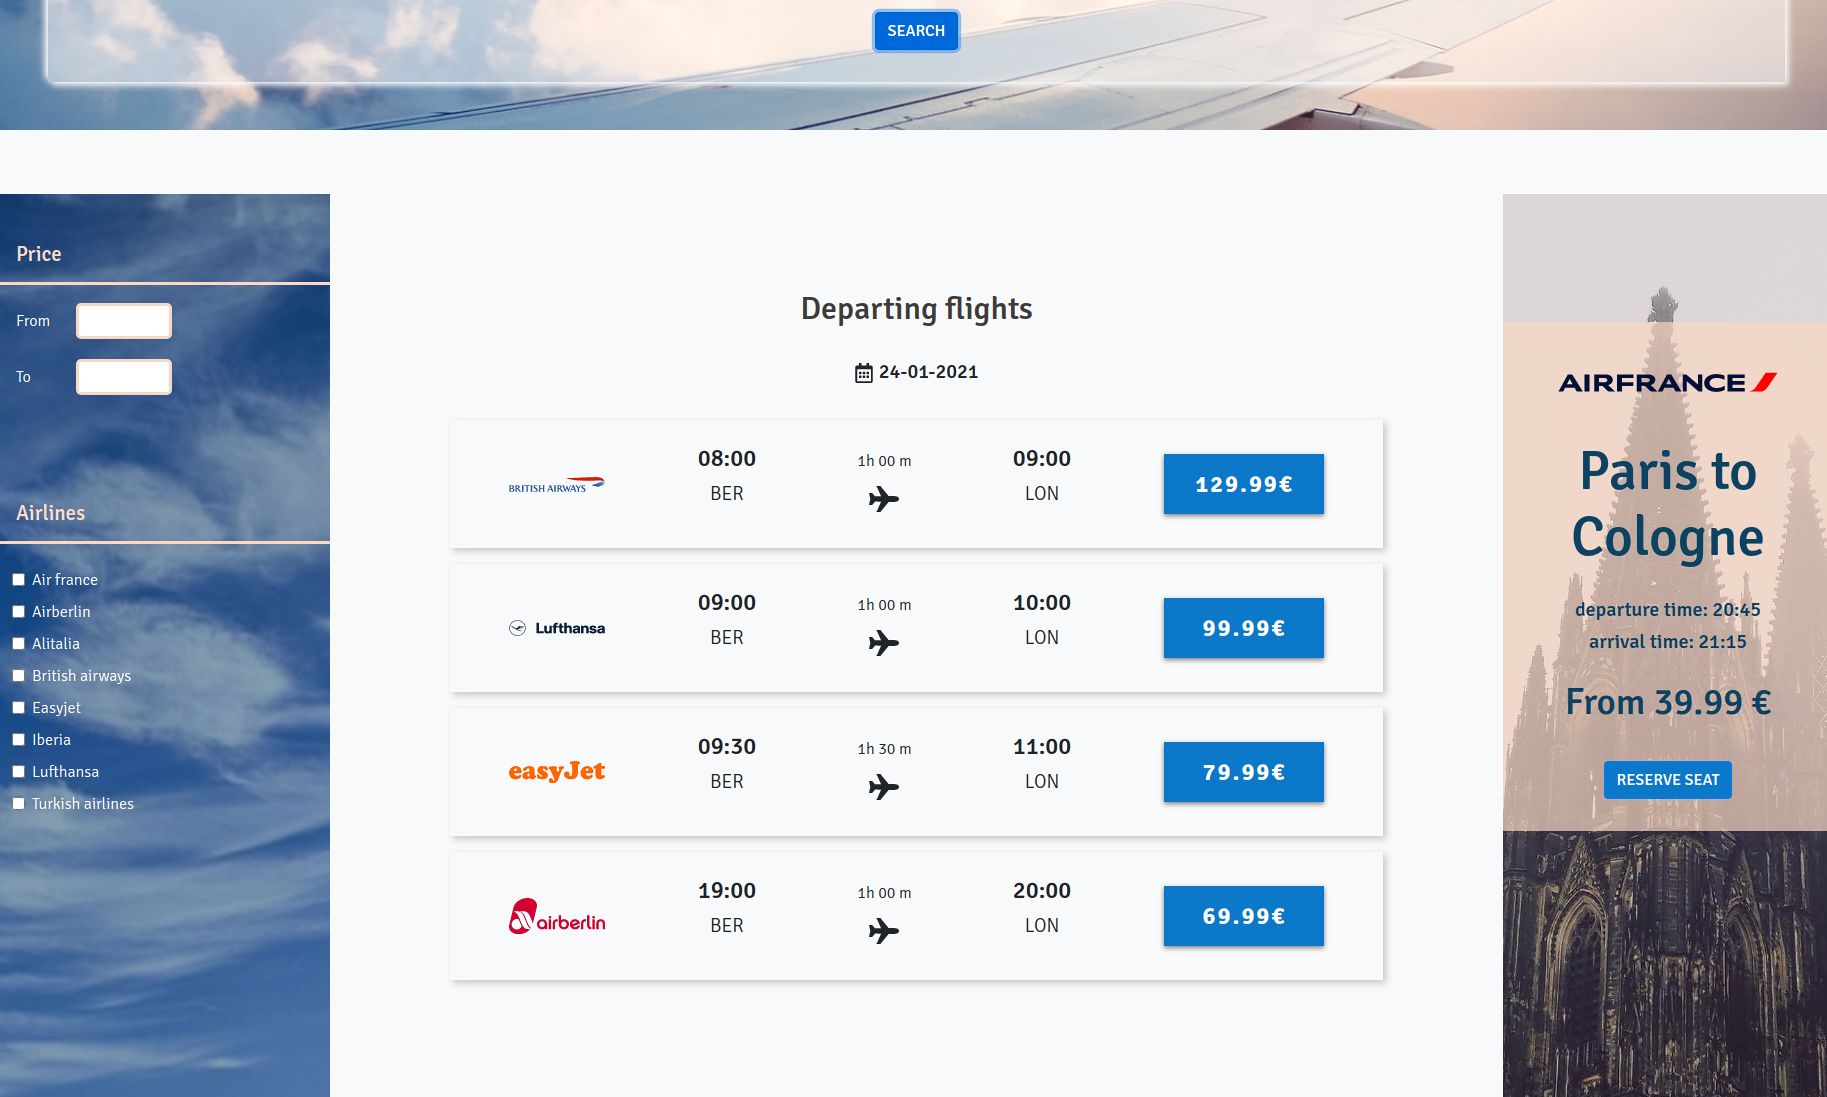 SEARCH
Price
From
To
Airlines
Air france
Airberlin
Alitalia
British airways
Easyjet
Iberia
Lufthansa
Turkish airlines
Departing flights
24-01-2021
BRITISH AIRWAYS
08:00
BER
1h 00 m
09:00
LON
129.99€
Lufthansa
09:00
BER
1h 00 m
10:00
LON
99.99€
easyJet
09:30
BER
1h 30 m
11:00
LON
79.99€
airberlin
19:00
BER
1h 00 m
20:00
LON
69.99€
AIRFRANCE
Paris to
Cologne
departure time: 20:45
arrival time: 21:15
From 39.99 €
RESERVE SEAT